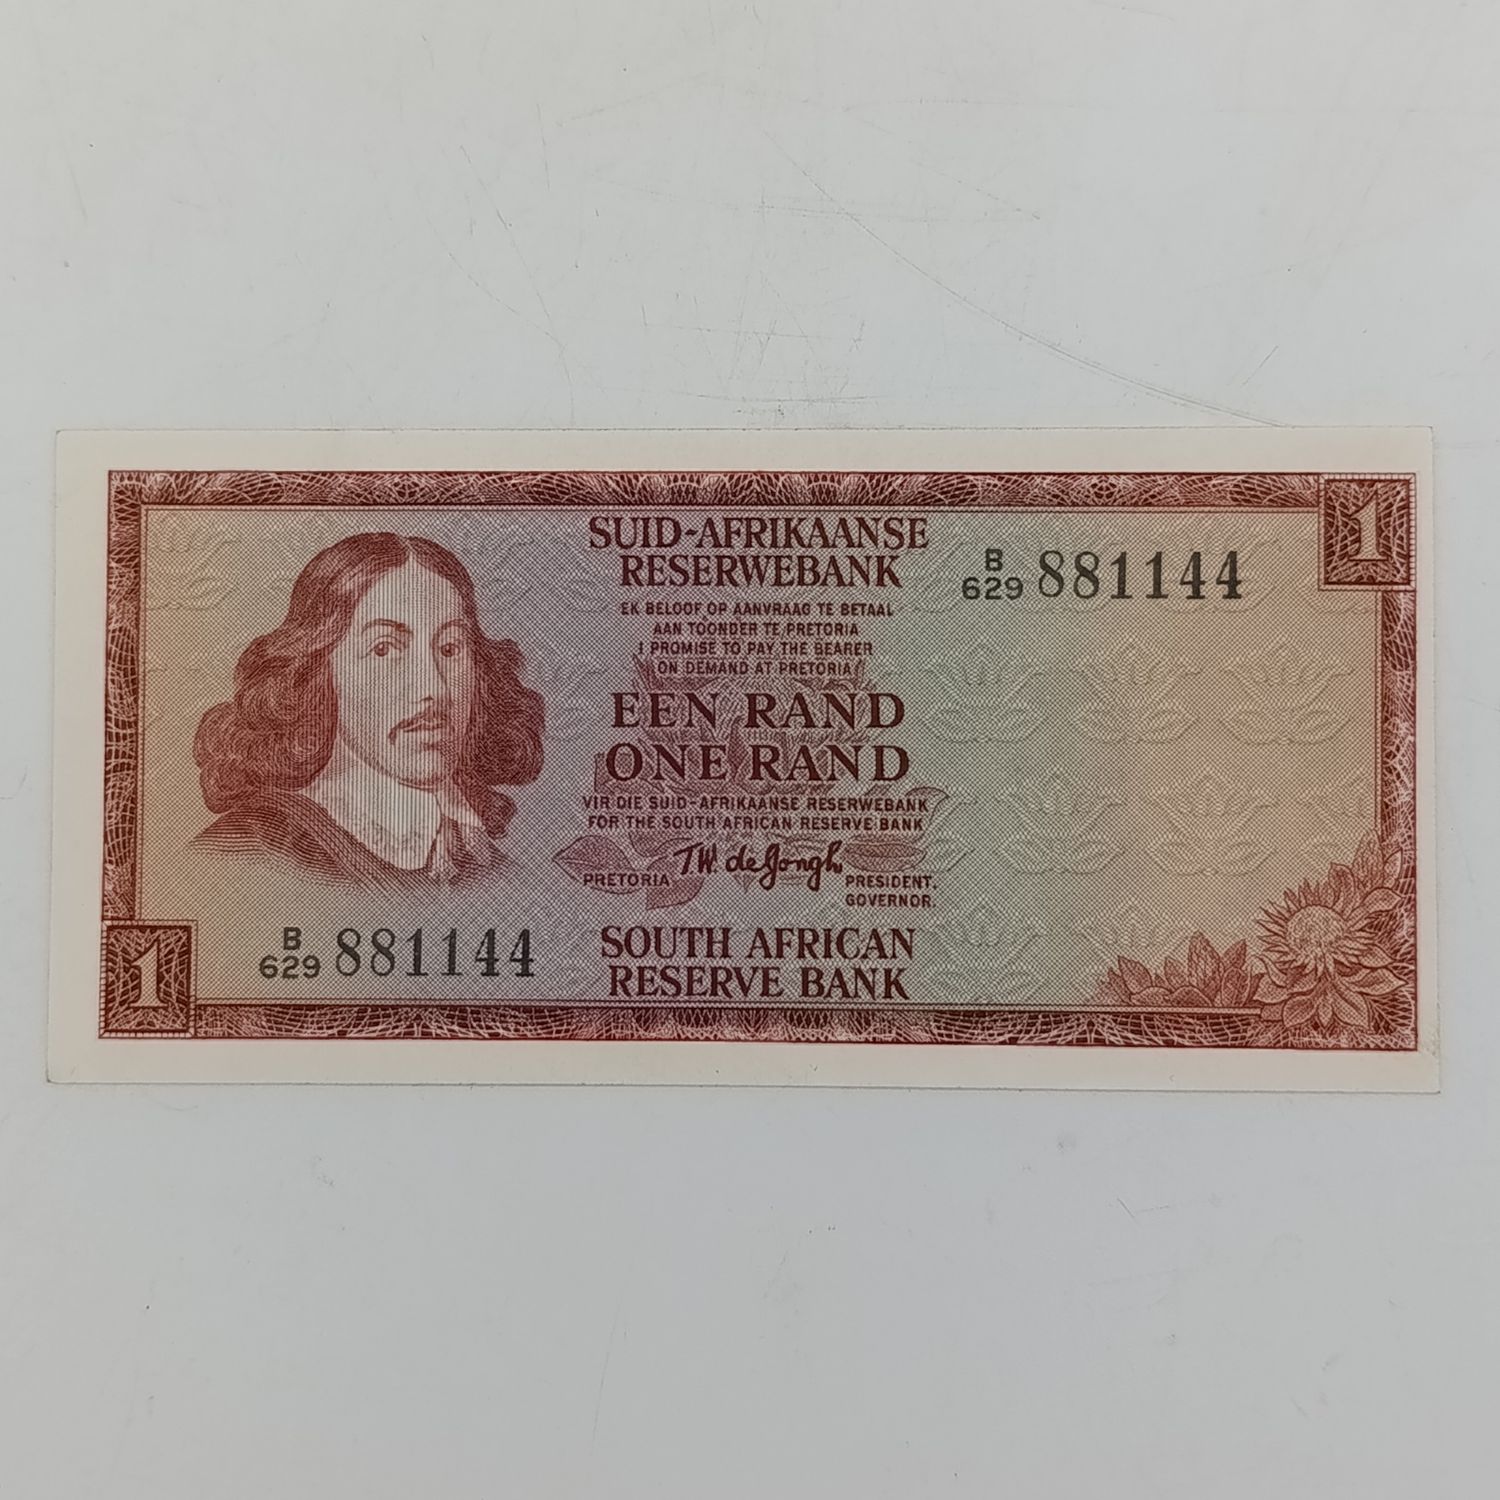 SUID-AFRIKAANSE
RESERWEBANK
B/629 881144
1
EK BELOOF OP AANVRAAG TE BETAAL
AAN TOONDER TE PRETORIA
I PROMISE TO PAY THE BEARER
ON DEMAND AT PRETORIA
EEN RAND
ONE RAND
VIR DIE SUID-AFRIKAANSE RESERWEBANK
FOR THE SOUTH AFRICAN RESERVE BANK
PRETORIA T.W. de Jongh PRESIDENT.
GOVERNOR.
1
B/629 881144
SOUTH AFRICAN
RESERVE BANK